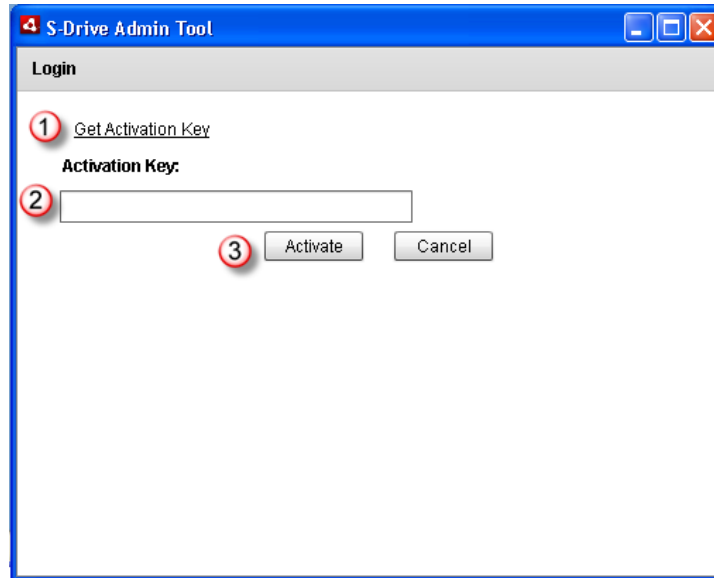 S-Drive Admin Tool
Login
1 Get Activation Key
Activation Key:
2
3 Activate Cancel